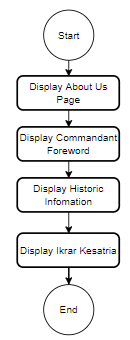 Start
Display About Us
Page
Display Commandant
Foreword
Display Historic
Infomation
Display Ikrar Kesatria
End